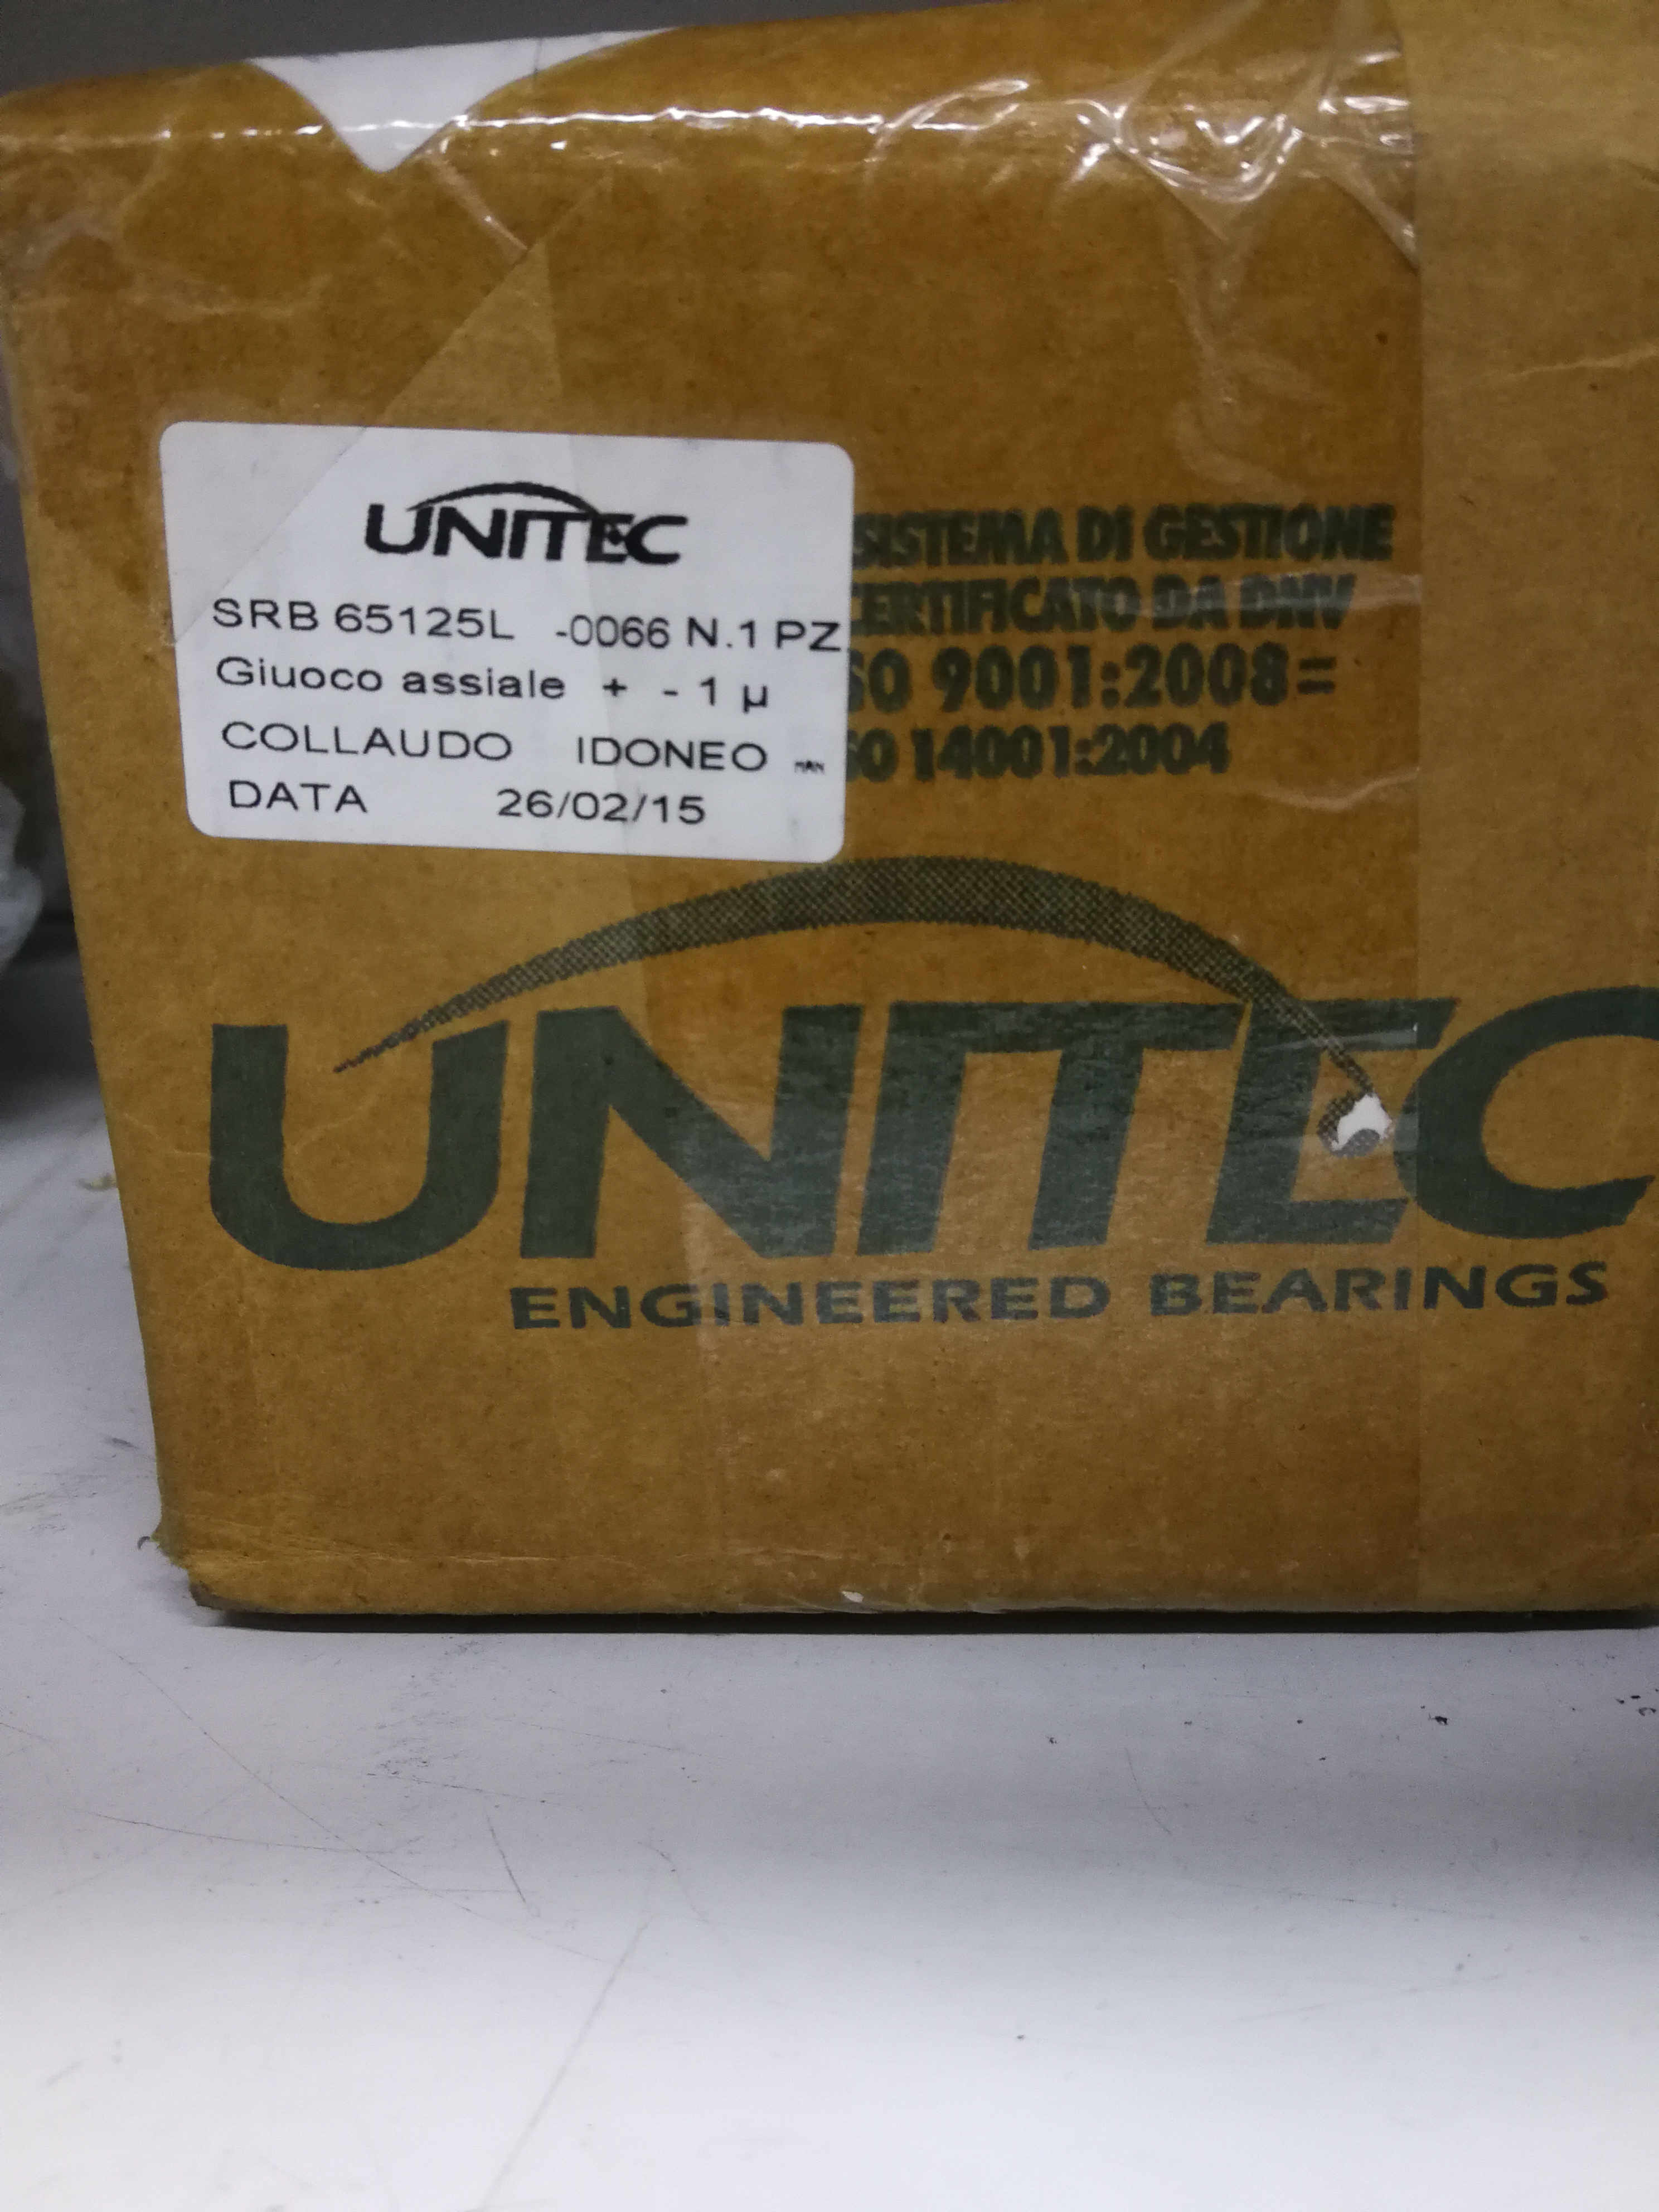 UNITEC
SRB 65125L -0066 N.1 PZ
Giuoco assiale + - 1 µ
COLLAUDO IDONEO MAN
DATA 26/02/15
SISTEMA DI GESTIONE
CERTIFICATO DA DNV
ISO 9001:2008=
ISO 14001:2004
UNITEC
ENGINEERED BEARINGS